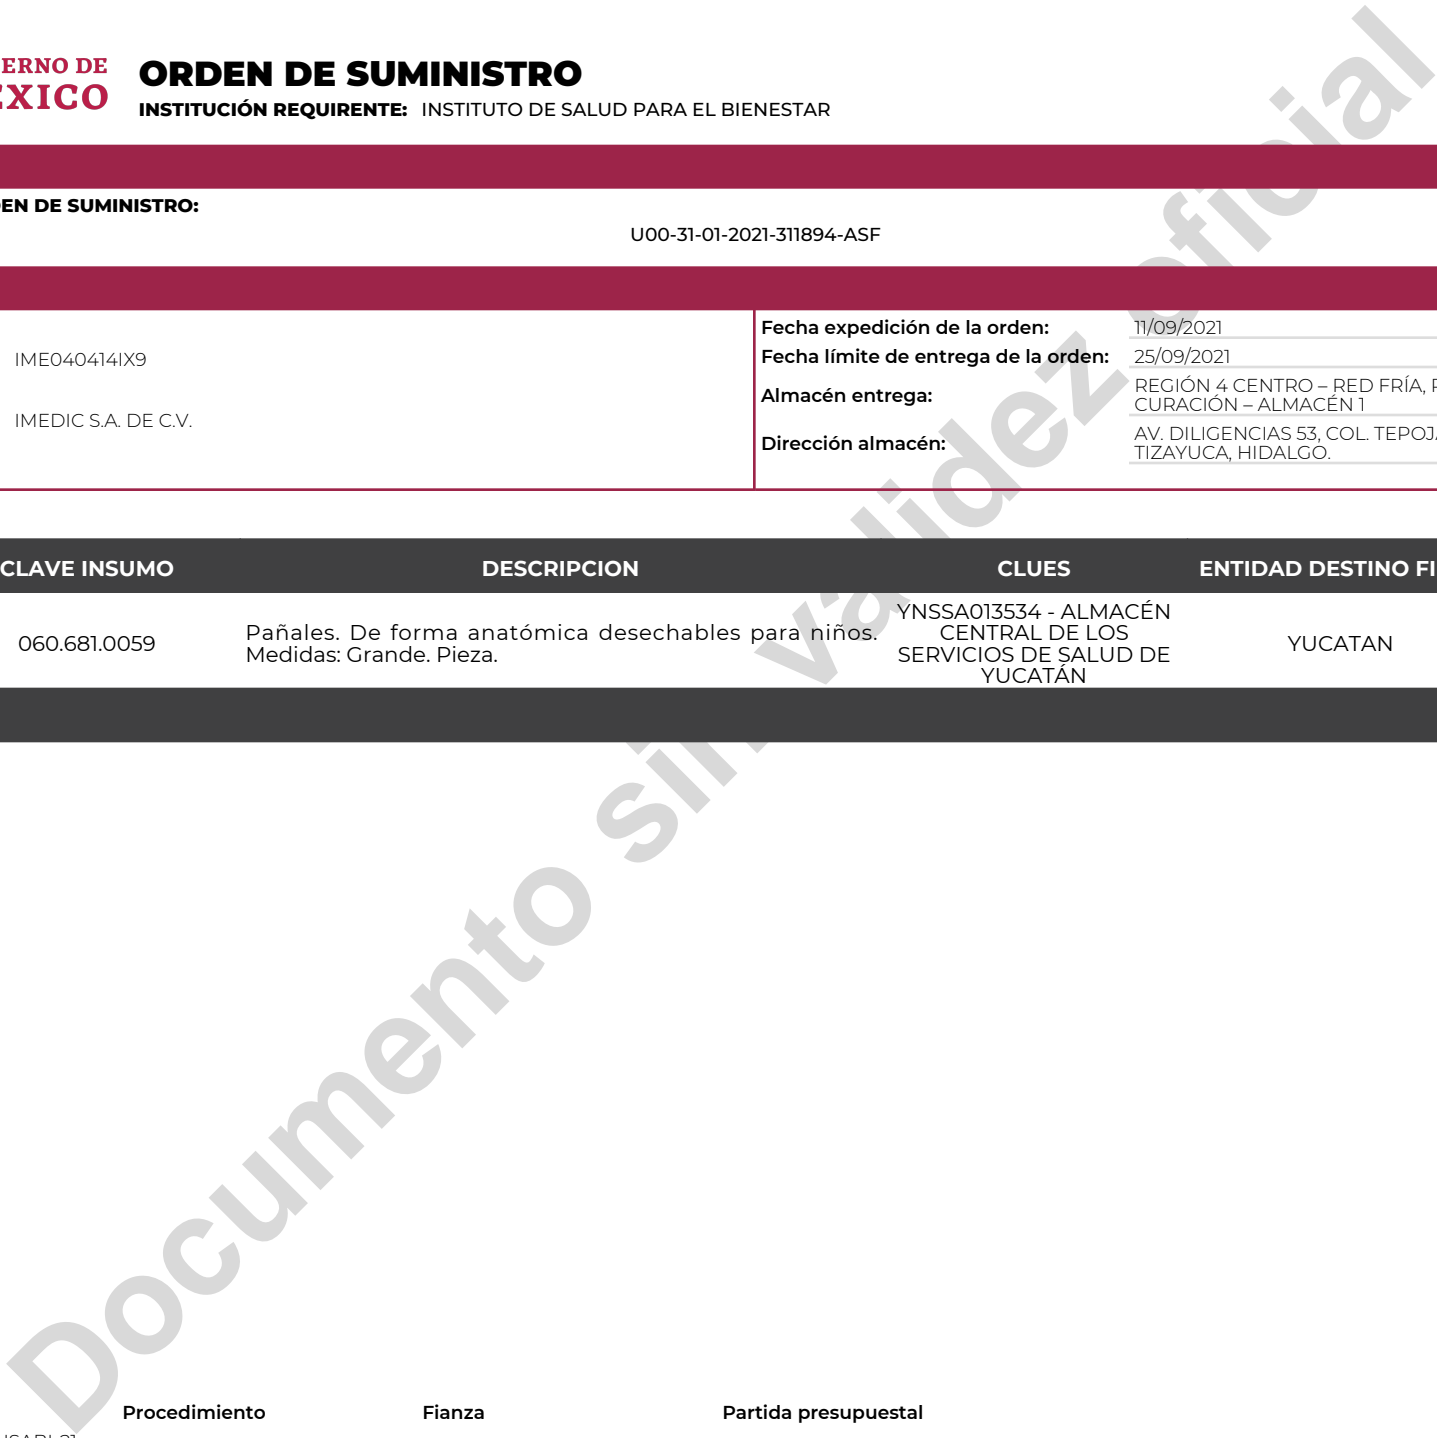 ERNO DE
EXICO
ORDEN DE SUMINISTRO
INSTITUCIÓN REQUIRENTE: INSTITUTO DE SALUD PARA EL BIENESTAR
EN DE SUMINISTRO:
U00-31-01-2021-311894-ASF
IME040414IX9
IMEDIC S.A. DE C.V.
Fecha expedición de la orden: 11/09/2021
Fecha límite de entrega de la orden: 25/09/2021
Almacén entrega: REGIÓN 4 CENTRO – RED FRÍA,
CURACIÓN – ALMACÉN 1
Dirección almacén: AV. DILIGENCIAS 53, COL. TEPOJ
TIZAYUCA, HIDALGO.
CLAVE INSUMO DESCRIPCION CLUES ENTIDAD DESTINO FI
060.681.0059
Pañales. De forma anatómica desechables para niños.
Medidas: Grande. Pieza.
YNSSA013534 - ALMACÉN
CENTRAL DE LOS
SERVICIOS DE SALUD DE
YUCATÁN
YUCATAN
Documento sin validez oficial
Procedimiento Fianza Partida presupuestal